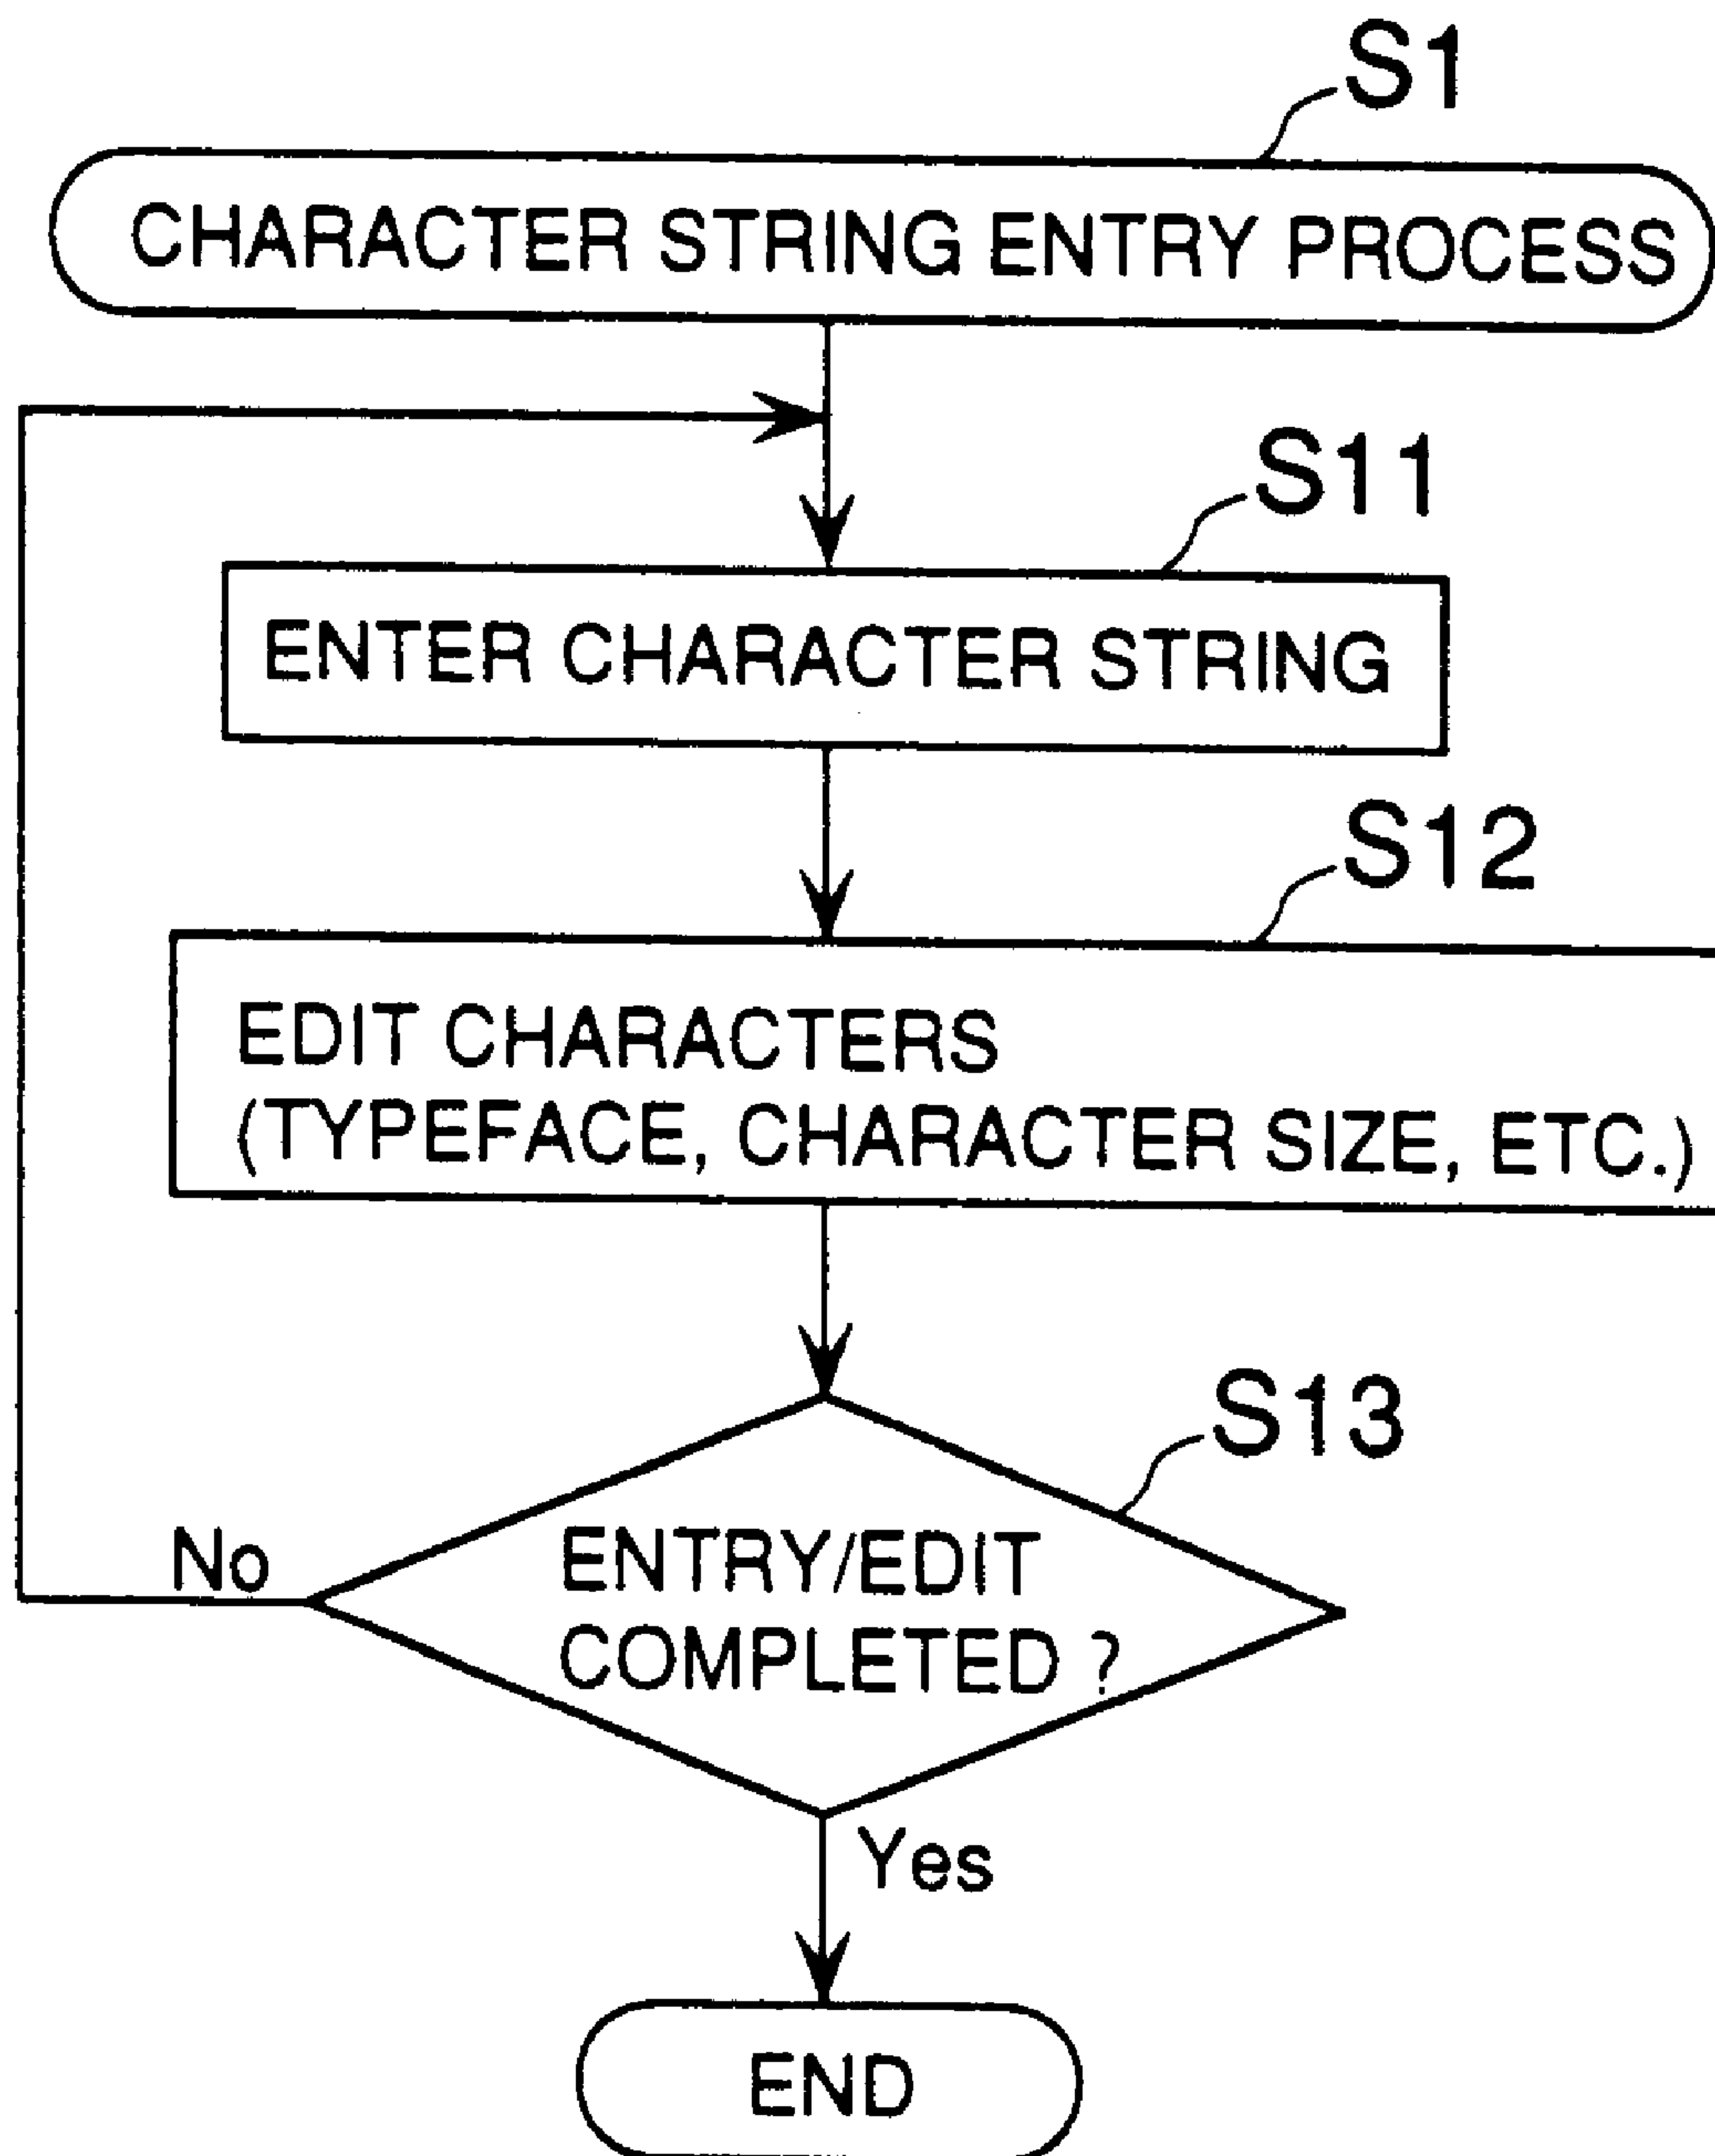 S1
CHARACTER STRING ENTRY PROCESS
S11
ENTER CHARACTER STRING
S12
EDIT CHARACTERS
(TYPEFACE, CHARACTER SIZE, ETC.)
S13
No
ENTRY/EDIT
COMPLETED ?
Yes
END